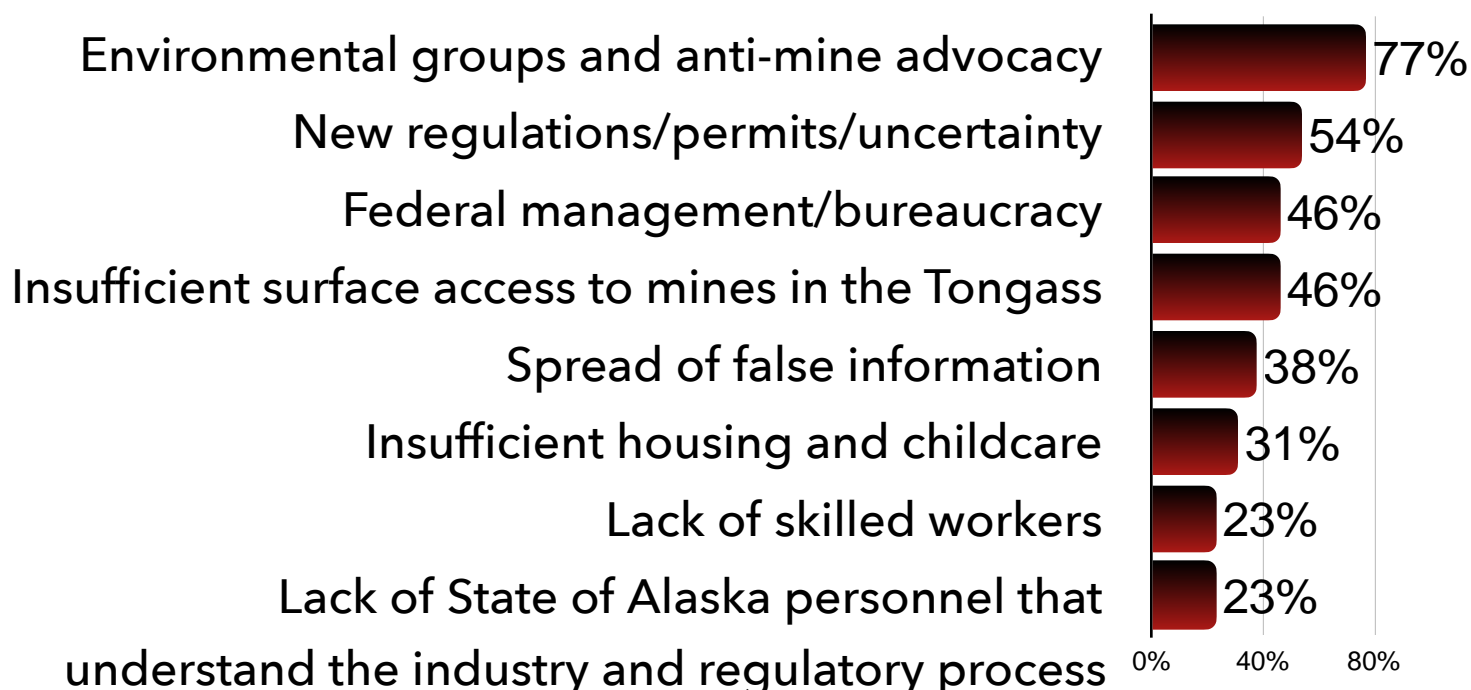 Environmental groups and anti-mine advocacy 77%
New regulations/permits/uncertainty 54%
Federal management/bureaucracy 46%
Insufficient surface access to mines in the Tongass 46%
Spread of false information 38%
Insufficient housing and childcare 31%
Lack of skilled workers 23%
Lack of State of Alaska personnel that 23%
understand the industry and regulatory process
0% 40% 80%